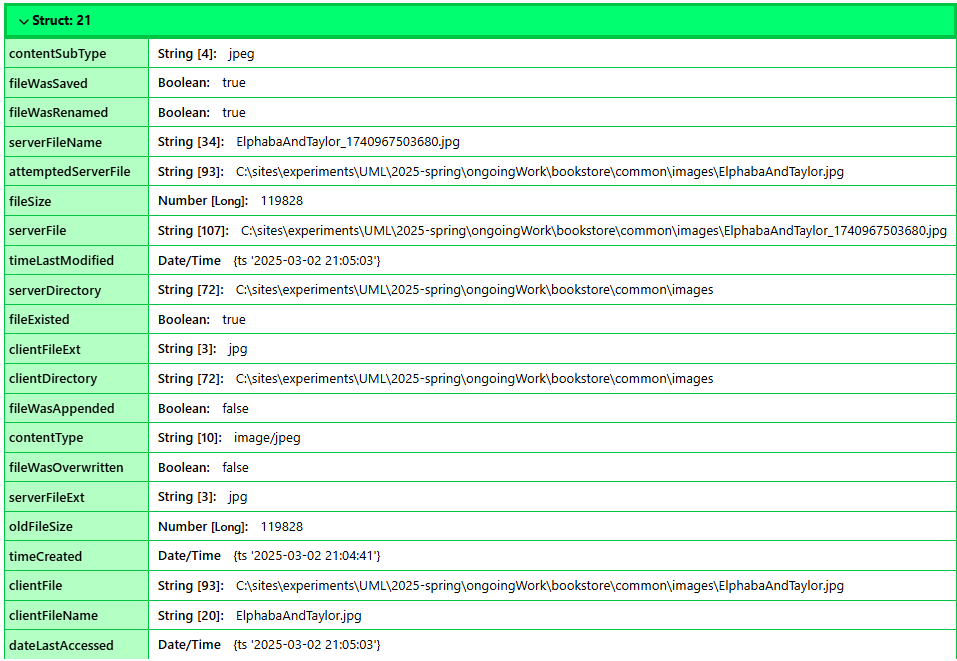 Struct: 21
contentSubType String [4]: jpeg
fileWasSaved Boolean: true
fileWasRenamed Boolean: true
serverFileName String [34]: ElphabaAndTaylor_1740967503680.jpg
attemptedServerFile String [93]: C:\sites\experiments\UML\2025-spring\ongoingWork\bookstore\common\images\ElphabaAndTaylor.jpg
fileSize Number [Long]: 119828
serverFile String [107]: C:\sites\experiments\UML\2025-spring\ongoingWork\bookstore\common\images\ElphabaAndTaylor_1740967503680.jpg
timeLastModified Date/Time {ts '2025-03-02 21:05:03'}
serverDirectory String [72]: C:\sites\experiments\UML\2025-spring\ongoingWork\bookstore\common\images
fileExisted Boolean: true
clientFileExt String [3]: jpg
clientDirectory String [72]: C:\sites\experiments\UML\2025-spring\ongoingWork\bookstore\common\images
fileWasAppended Boolean: false
contentType String [10]: image/jpeg
fileWasOverwritten Boolean: false
serverFileExt String [3]: jpg
oldFileSize Number [Long]: 119828
timeCreated Date/Time {ts '2025-03-02 21:04:41'}
clientFile String [93]: C:\sites\experiments\UML\2025-spring\ongoingWork\bookstore\common\images\ElphabaAndTaylor.jpg
clientFileName String [20]: ElphabaAndTaylor.jpg
dateLastAccessed Date/Time {ts '2025-03-02 21:05:03'}